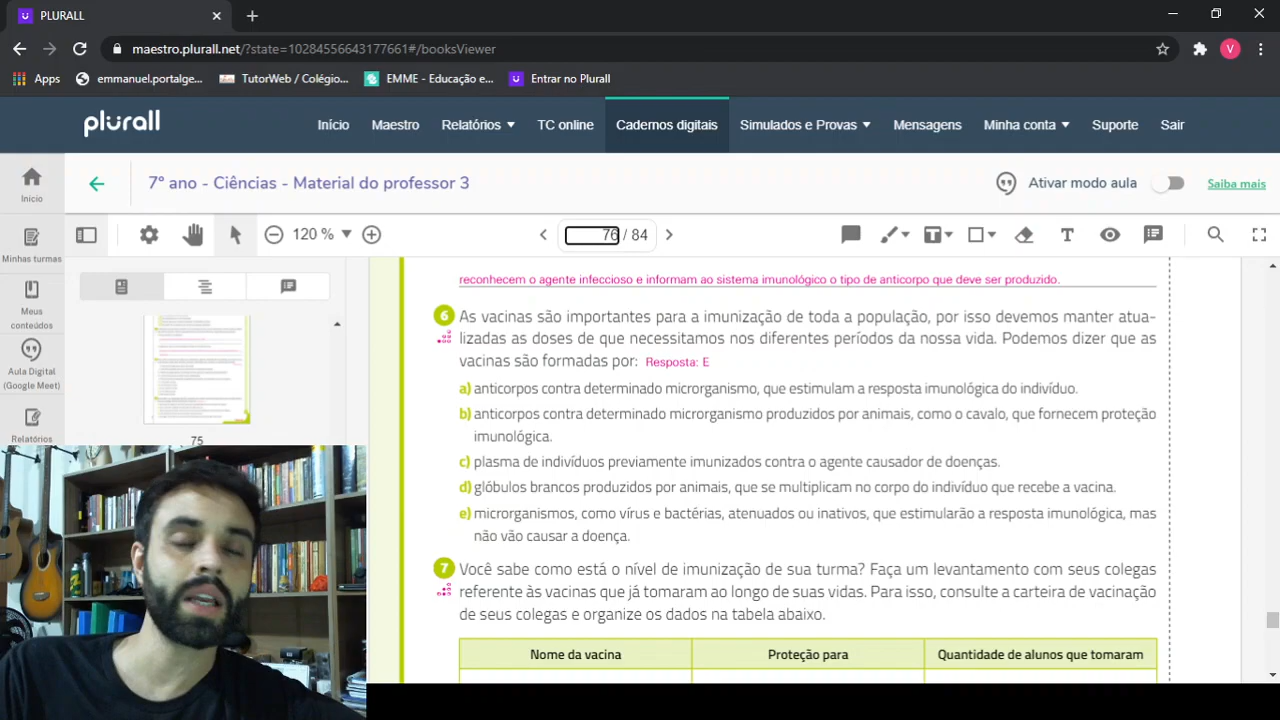 PLURALL
maestro.plurall.net/?state=10284556643177661#/booksViewer
V
Apps
emmanuel.portalge...
TutorWeb / Colégio...
EMME - Educação e...
Entrar no Plurall
plurall
Início
Maestro
Relatórios
TC online
Cadernos digitais
Simulados e Provas
Mensagens
Minha conta
Suporte
Sair
Início
7º ano - Ciências - Material do professor 3
Ativar modo aula
Saiba mais
Minhas turmas
120 %
76 / 84
Meus
conteúdos
Aula Digital
(Google Meet)
Relatórios
75
reconhecem o agente infeccioso e informam ao sistema imunológico o tipo de anticorpo que deve ser produzido.
6 As vacinas são importantes para a imunização de toda a população, por isso devemos manter atua-
lizadas as doses de que necessitamos nos diferentes períodos da nossa vida. Podemos dizer que as
vacinas são formadas por: Resposta: E
a) anticorpos contra determinado microrganismo, que estimulam a resposta imunológica do indivíduo.
b) anticorpos contra determinado microrganismo produzidos por animais, como o cavalo, que fornecem proteção
imunológica.
c) plasma de indivíduos previamente imunizados contra o agente causador de doenças.
d) glóbulos brancos produzidos por animais, que se multiplicam no corpo do indivíduo que recebe a vacina.
e) microrganismos, como vírus e bactérias, atenuados ou inativos, que estimularão a resposta imunológica, mas
não vão causar a doença.
7 Você sabe como está o nível de imunização de sua turma? Faça um levantamento com seus colegas
referente às vacinas que já tomaram ao longo de suas vidas. Para isso, consulte a carteira de vacinação
de seus colegas e organize os dados na tabela abaixo.
Nome da vacina
Proteção para
Quantidade de alunos que tomaram